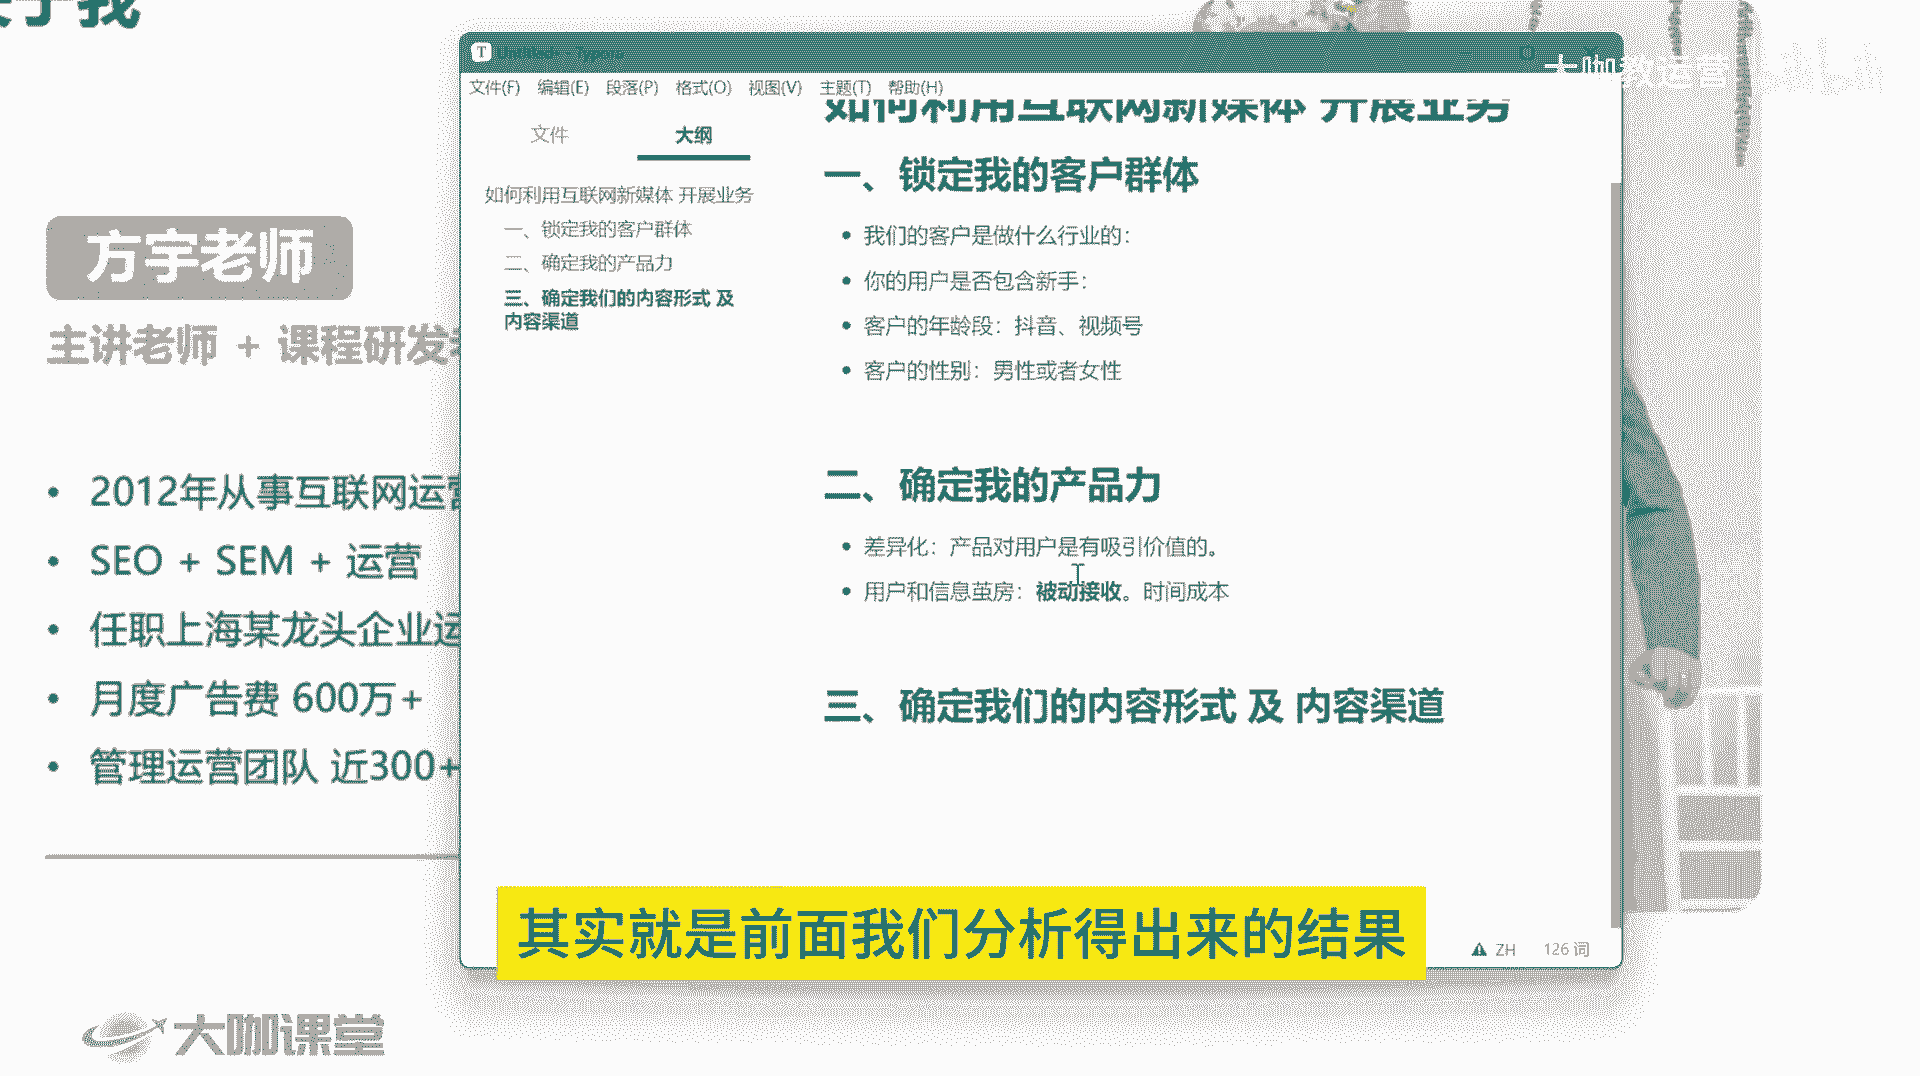 关于我
方宇老师
主讲老师 + 课程研发
2012年从事互联网运营
SEO + SEM + 运营
任职上海某龙头企业运
月度广告费 600万+
管理运营团队 近300+
大咖课堂
Untitled - Typora
大咖教运营
文件(F) 编辑(E) 段落(P) 格式(O) 视图(V) 主题(T) 帮助(H)
文件 大纲
如何利用互联网新媒体 开展业务
一、锁定我的客户群体
二、确定我的产品力
三、确定我们的内容形式 及
内容渠道
如何利用互联网新媒体 开展业务
一、锁定我的客户群体
我们的客户是做什么行业的：
你的用户是否包含新手：
客户的年龄段：抖音、视频号
客户的性别：男性或者女性
二、确定我的产品力
差异化：产品对用户是有吸引价值的。
用户和信息茧房：被动接收。时间成本
三、确定我们的内容形式 及 内容渠道
其实就是前面我们分析得出来的结果
ZH 126 词